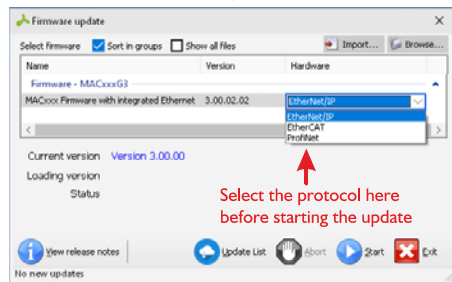 Firmware update
Select firmware Sort in groups Show all files Import... Browse...
Name Version Hardware
Firmware - MACxxxG3
MACxxx Firmware with integrated Ethernet 3.00.02.02 EtherNet/IP
EtherNet/IP
EtherCAT
ProfiNet
Current version Version 3.00.00
Loading version
Status
Select the protocol here
before starting the update
View release notes Update List Abort Start Exit
No new updates